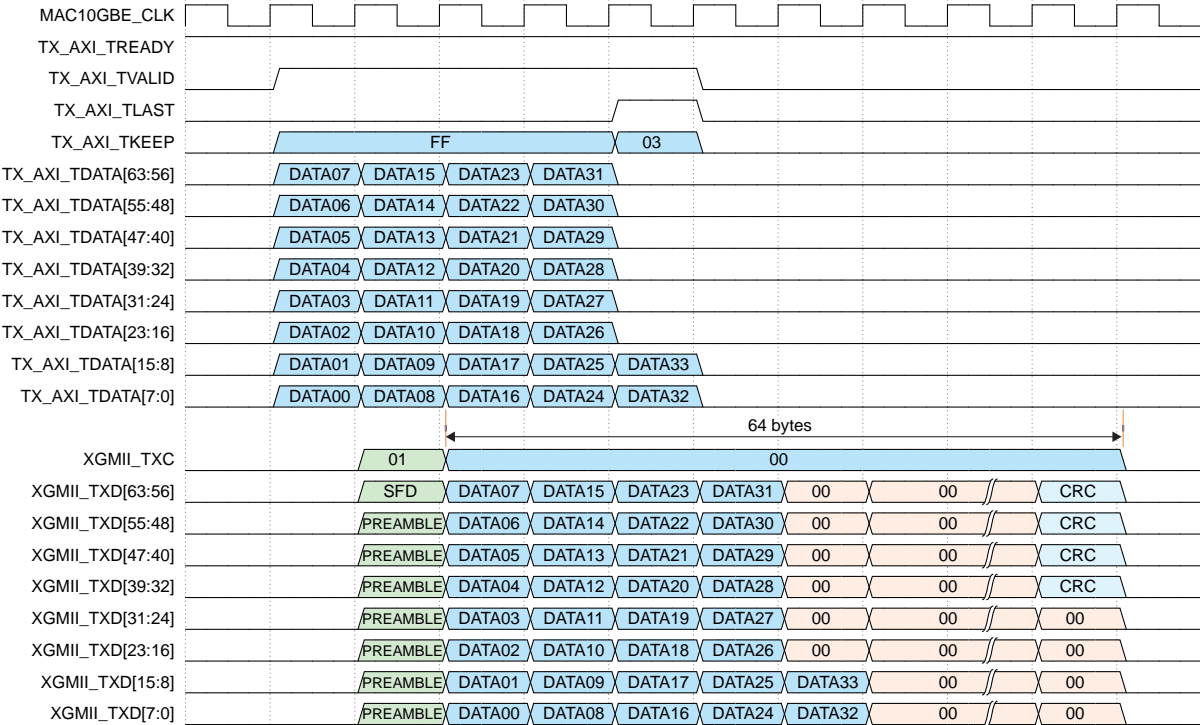 MAC10GBE_CLK
TX_AXI_TREADY
TX_AXI_TVALID
TX_AXI_TLAST
TX_AXI_TKEEP FF 03
TX_AXI_TDATA[63:56] DATA07 DATA15 DATA23 DATA31
TX_AXI_TDATA[55:48] DATA06 DATA14 DATA22 DATA30
TX_AXI_TDATA[47:40] DATA05 DATA13 DATA21 DATA29
TX_AXI_TDATA[39:32] DATA04 DATA12 DATA20 DATA28
TX_AXI_TDATA[31:24] DATA03 DATA11 DATA19 DATA27
TX_AXI_TDATA[23:16] DATA02 DATA10 DATA18 DATA26
TX_AXI_TDATA[15:8] DATA01 DATA09 DATA17 DATA25 DATA33
TX_AXI_TDATA[7:0] DATA00 DATA08 DATA16 DATA24 DATA32
64 bytes
XGMII_TXC 01 00
XGMII_TXD[63:56] SFD DATA07 DATA15 DATA23 DATA31 00 00 CRC
XGMII_TXD[55:48] PREAMBLE DATA06 DATA14 DATA22 DATA30 00 00 CRC
XGMII_TXD[47:40] PREAMBLE DATA05 DATA13 DATA21 DATA29 00 00 CRC
XGMII_TXD[39:32] PREAMBLE DATA04 DATA12 DATA20 DATA28 00 00 CRC
XGMII_TXD[31:24] PREAMBLE DATA03 DATA11 DATA19 DATA27 00 00 00
XGMII_TXD[23:16] PREAMBLE DATA02 DATA10 DATA18 DATA26 00 00 00
XGMII_TXD[15:8] PREAMBLE DATA01 DATA09 DATA17 DATA25 DATA33 00 00
XGMII_TXD[7:0] PREAMBLE DATA00 DATA08 DATA16 DATA24 DATA32 00 00